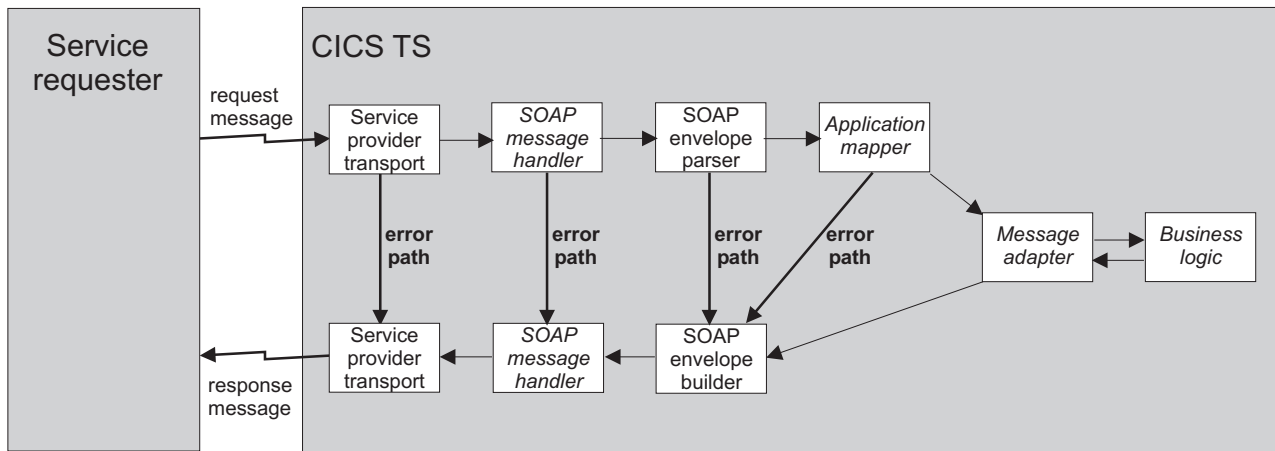 Service
requester
CICS TS
request
message
Service
provider
transport
SOAP
message
handler
SOAP
envelope
parser
Application
mapper
error
path
error
path
error
path
error
path
Message
adapter
Business
logic
Service
provider
transport
SOAP
message
handler
SOAP
envelope
builder
response
message